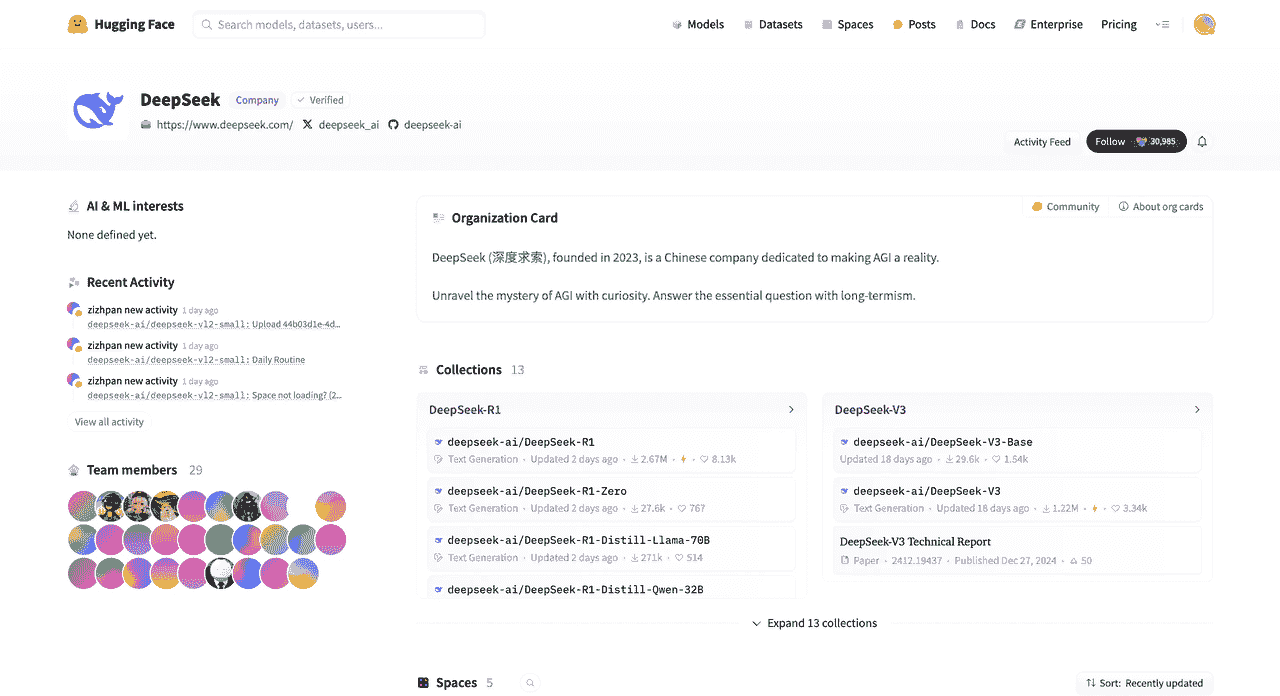 Hugging Face
Search models, datasets, users...
Models
Datasets
Spaces
Posts
Docs
Enterprise
Pricing
DeepSeek
Company
Verified
https://www.deepseek.com/
deepseek_ai
deepseek-ai
Activity Feed
Follow
30,985
AI & ML interests
None defined yet.
Recent Activity
zizhpan new activity 1 day ago
deepseek-ai/deepseek-vl2-small: Upload 44b03d1e-4d...
zizhpan new activity 1 day ago
deepseek-ai/deepseek-vl2-small: Daily Routine
zizhpan new activity 1 day ago
deepseek-ai/deepseek-vl2-small: Space not loading? (2...
View all activity
Team members 29
Organization Card
Community
About org cards
DeepSeek (深度求索), founded in 2023, is a Chinese company dedicated to making AGI a reality.
Unravel the mystery of AGI with curiosity. Answer the essential question with long-termism.
Collections 13
DeepSeek-R1
deepseek-ai/DeepSeek-R1
Text Generation · Updated 2 days ago · 2.67M · 8.13k
deepseek-ai/DeepSeek-R1-Zero
Text Generation · Updated 2 days ago · 27.6k · 767
deepseek-ai/DeepSeek-R1-Distill-Llama-70B
Text Generation · Updated 2 days ago · 271k · 514
deepseek-ai/DeepSeek-R1-Distill-Qwen-32B
DeepSeek-V3
deepseek-ai/DeepSeek-V3-Base
Updated 18 days ago · 29.6k · 1.54k
deepseek-ai/DeepSeek-V3
Text Generation · Updated 18 days ago · 1.22M · 3.34k
DeepSeek-V3 Technical Report
Paper · 2412.19437 · Published Dec 27, 2024 · 50
Expand 13 collections
Spaces 5
Sort: Recently updated